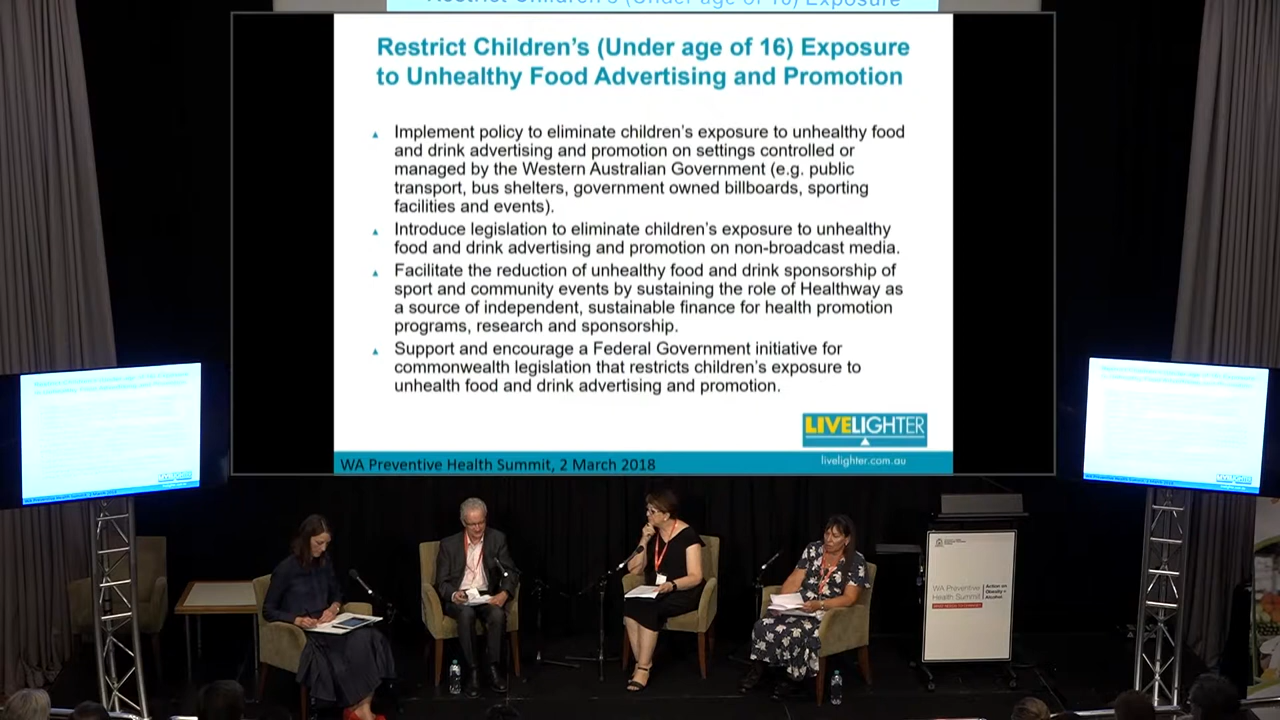 Restrict Children's (Under age of 16) Exposure
Restrict Children's (Under age of 16) Exposure
to Unhealthy Food Advertising and Promotion
Implement policy to eliminate children's exposure to unhealthy food
and drink advertising and promotion on settings controlled or
managed by the Western Australian Government (e.g. public
transport, bus shelters, government owned billboards, sporting
facilities and events).
Introduce legislation to eliminate children's exposure to unhealthy
food and drink advertising and promotion on non-broadcast media.
Facilitate the reduction of unhealthy food and drink sponsorship of
sport and community events by sustaining the role of Healthway as
a source of independent, sustainable finance for health promotion
programs, research and sponsorship.
Support and encourage a Federal Government initiative for
commonwealth legislation that restricts children's exposure to
unhealth food and drink advertising and promotion.
LIVELIGHTER
WA Preventive Health Summit, 2 March 2018
livelighter.com.au
WA Preventive
Health Summit
Action on
Obesity +
Alcohol